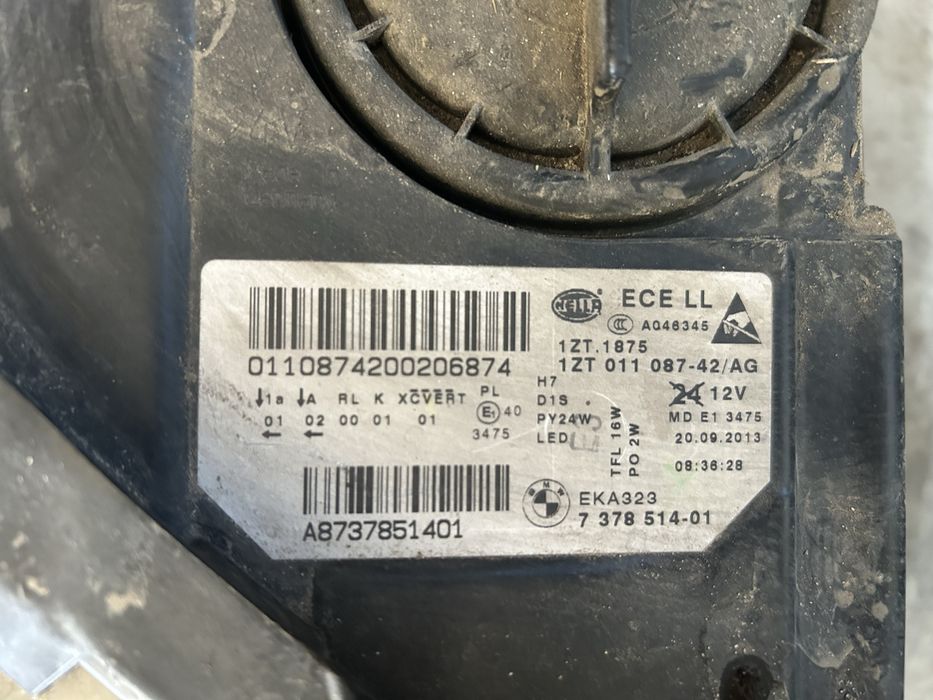 HELLA
ECE LL
CCC A046345
1ZT.1875
0110874200206874
1ZT 011 087-42/AG
1a A RL K XCVERT PL
01 02 00 01 01 E1 40
3475
H7
D1S
PY24W
LED
TFL 16W
PO 2W
24 12V
MD E1 3475
20.09.2013
08:36:28
BMW
EKA323
7 378 514-01
A8737851401